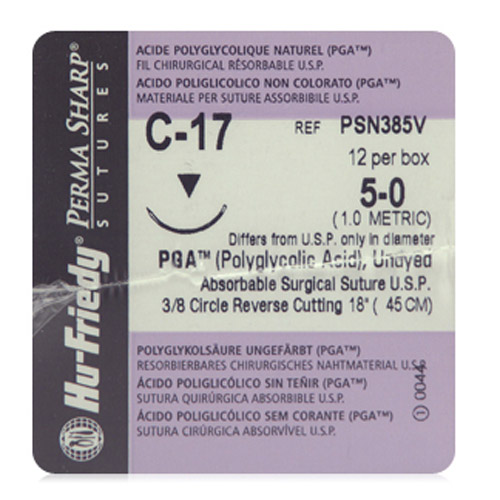 ACIDE POLYGLYCOLIQUE NATUREL (PGA™)
FIL CHIRURGICAL RÉSORBABLE U.S.P.
ACIDO POLIGLICOLICO NON COLORATO (PGA™)
MATERIALE PER SUTURE ASSORBIBILE U.S.P.
C-17
REF PSN385V
12 per box
5-0
(1.0 METRIC)
Differs from U.S.P. only in diameter
PGA™ (Polyglycolic Acid), Undyed
Absorbable Surgical Suture U.S.P.
3/8 Circle Reverse Cutting 18" ( 45 CM)
POLYGLYKOLSÄURE UNGEFÄRBT (PGA™)
RESORBIERBARES CHIRURGISCHES NAHTMATERIAL U.S.P.
ÁCIDO POLIGLICÓLICO SIN TEÑIR (PGA™)
SUTURA QUIRÚRGICA ABSORBIBLE U.S.P.
ÁCIDO POLIGLICÓLICO SEM CORANTE (PGA™)
SUTURA CIRÚRGICA ABSORVÍVEL U.S.P.
0044
Hu-Friedy®
PERMA SHARP®
SUTURES